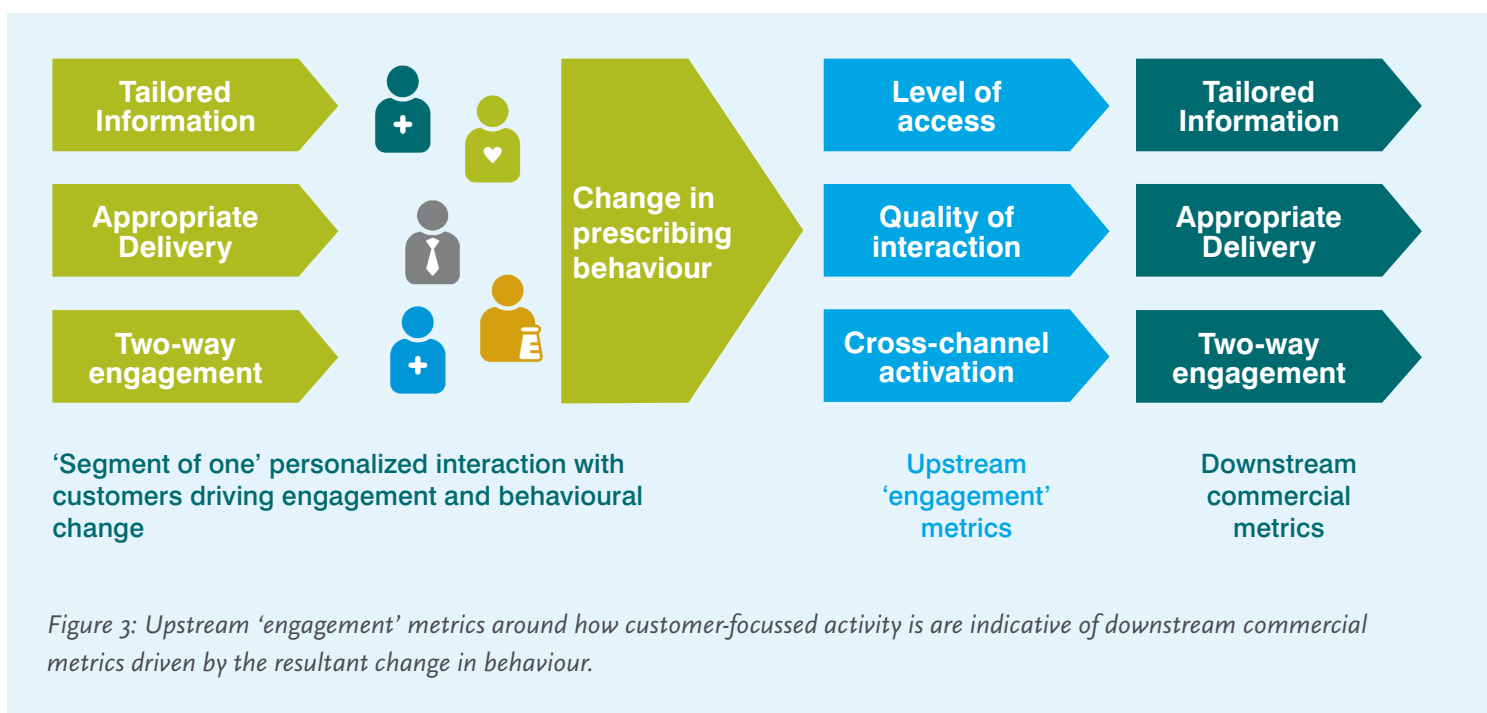 Tailored
Information
Appropriate
Delivery
Two-way
engagement
Change in
prescribing
behaviour
Level of
access
Quality of
interaction
Cross-channel
activation
Tailored
Information
Appropriate
Delivery
Two-way
engagement
‘Segment of one’ personalized interaction with
customers driving engagement and behavioural
change
Upstream
‘engagement’
metrics
Downstream
commercial
metrics
Figure 3: Upstream ‘engagement’ metrics around how customer-focussed activity is are indicative of downstream commercial
metrics driven by the resultant change in behaviour.